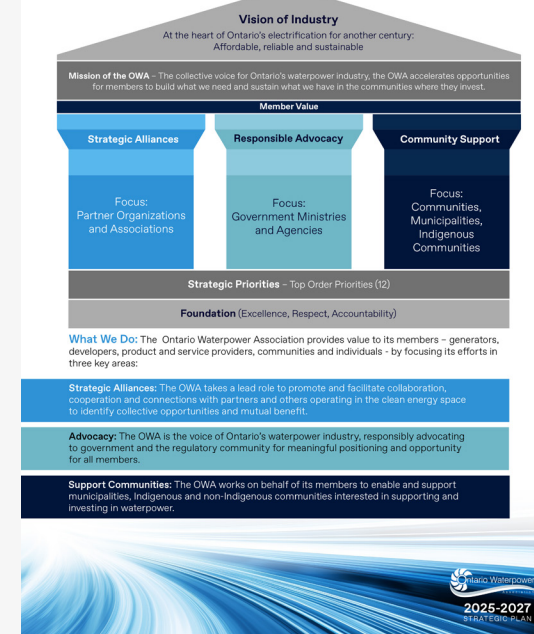 Vision of Industry
At the heart of Ontario's electrification for another century:
Affordable, reliable and sustainable
Mission of the OWA – The collective voice for Ontario's waterpower industry, the OWA accelerates opportunities
for members to build what we need and sustain what we have in the communities where they invest.
Member Value
Strategic Alliances
Focus:
Partner Organizations
and Associations
Responsible Advocacy
Focus:
Government Ministries
and Agencies
Community Support
Focus:
Communities,
Municipalities,
Indigenous
Communities
Strategic Priorities – Top Order Priorities (12)
Foundation (Excellence, Respect, Accountability)
What We Do: The Ontario Waterpower Association provides value to its members – generators,
developers, product and service providers, communities and individuals - by focusing its efforts in
three key areas:
Strategic Alliances: The OWA takes a lead role to promote and facilitate collaboration,
cooperation and connections with partners and others operating in the clean energy space
to identify collective opportunities and mutual benefit.
Advocacy: The OWA is the voice of Ontario's waterpower industry, responsibly advocating
to government and the regulatory community for meaningful positioning and opportunity
for all members.
Support Communities: The OWA works on behalf of its members to enable and support
municipalities, Indigenous and non-Indigenous communities interested in supporting and
investing in waterpower.
Ontario Waterpower
2025-2027
STRATEGIC PLAN